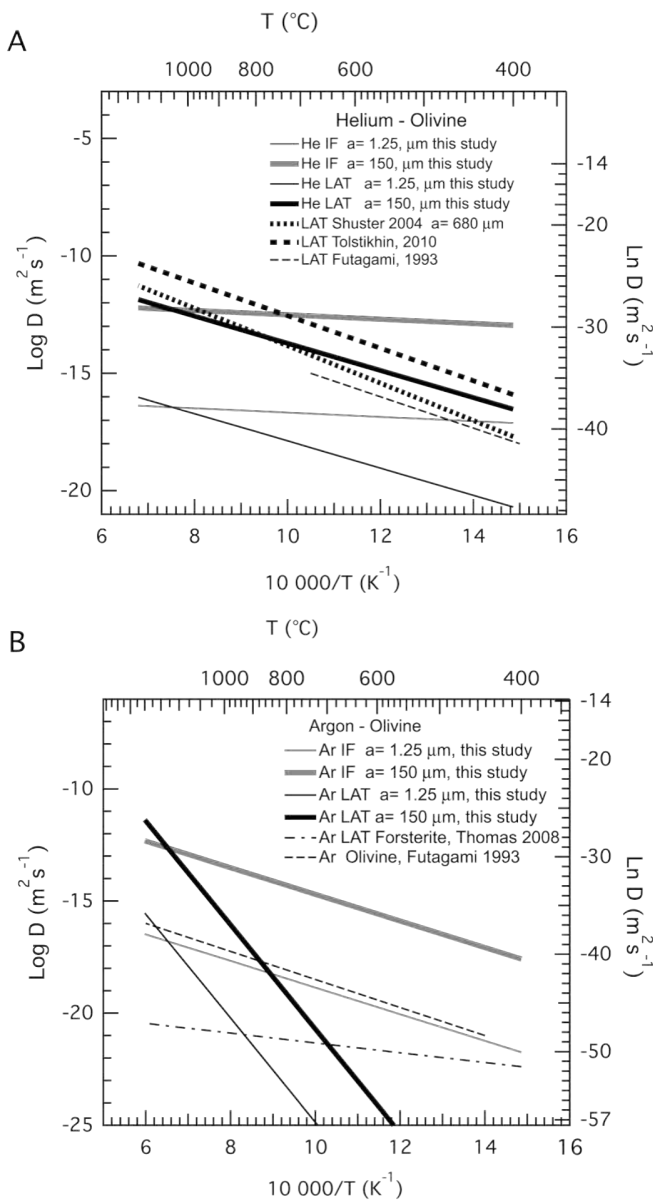 A
T (°C)
1000 800 600 400
Helium - Olivine
He IF a= 1.25, μm this study
He IF a= 150, μm this study
He LAT a= 1.25, μm this study
He LAT a= 150, μm this study
LAT Shuster 2004 a= 680 μm
LAT Tolstikhin, 2010
LAT Futagami, 1993
-5
-10
-15
-20
Log D (m² s⁻¹)
-14
-20
-30
-40
Ln D (m² s⁻¹)
6 8 10 12 14 16
10 000/T (K⁻¹)
B
T (°C)
1000 800 600 400
Argon - Olivine
Ar IF a= 1.25 μm, this study
Ar IF a= 150 μm, this study
Ar LAT a= 1.25 μm, this study
Ar LAT a= 150 μm, this study
Ar LAT Forsterite, Thomas 2008
Ar Olivine, Futagami 1993
-10
-15
-20
-25
Log D (m² s⁻¹)
-14
-20
-30
-40
-50
-57
Ln D (m² s⁻¹)
6 8 10 12 14 16
10 000/T (K⁻¹)